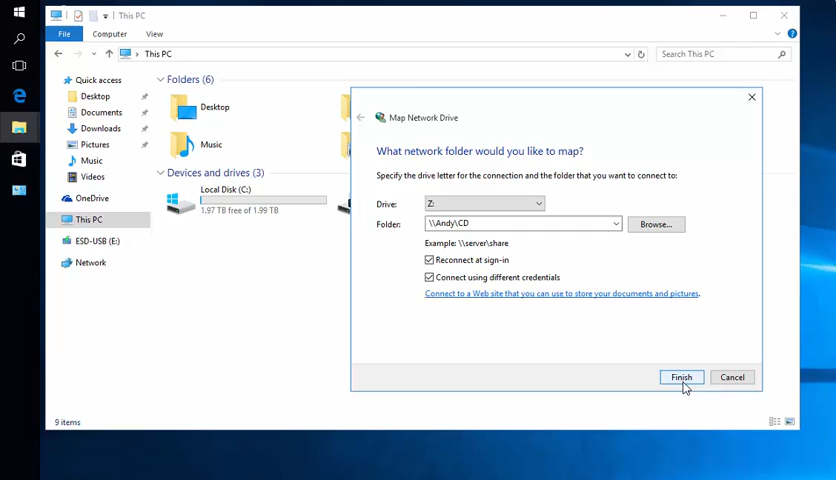 This PC
File Computer View
This PC
Search This PC
Quick access
Desktop
Documents
Downloads
Pictures
Music
Videos
OneDrive
This PC
ESD-USB (E:)
Network
Folders (6)
Desktop
Music
Devices and drives (3)
Local Disk (C:)
1.97 TB free of 1.99 TB
Map Network Drive
What network folder would you like to map?
Specify the drive letter for the connection and the folder that you want to connect to:
Drive: Z:
Folder: \\Andy\CD Browse...
Example: \\server\share
Reconnect at sign-in
Connect using different credentials
Connect to a Web site that you can use to store your documents and pictures.
Finish Cancel
9 items